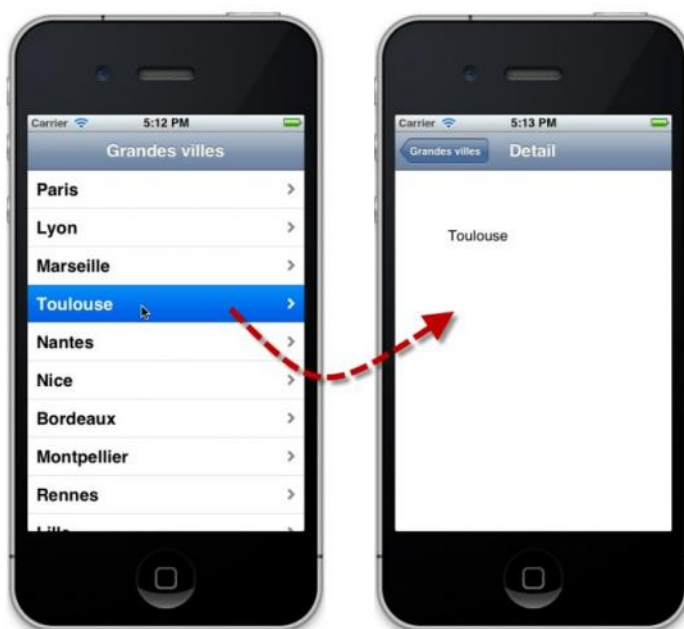 Carrier 5:12 PM
Grandes villes
Paris
Lyon
Marseille
Toulouse
Nantes
Nice
Bordeaux
Montpellier
Rennes
Lille
Carrier 5:13 PM
Grandes villes Detail
Toulouse